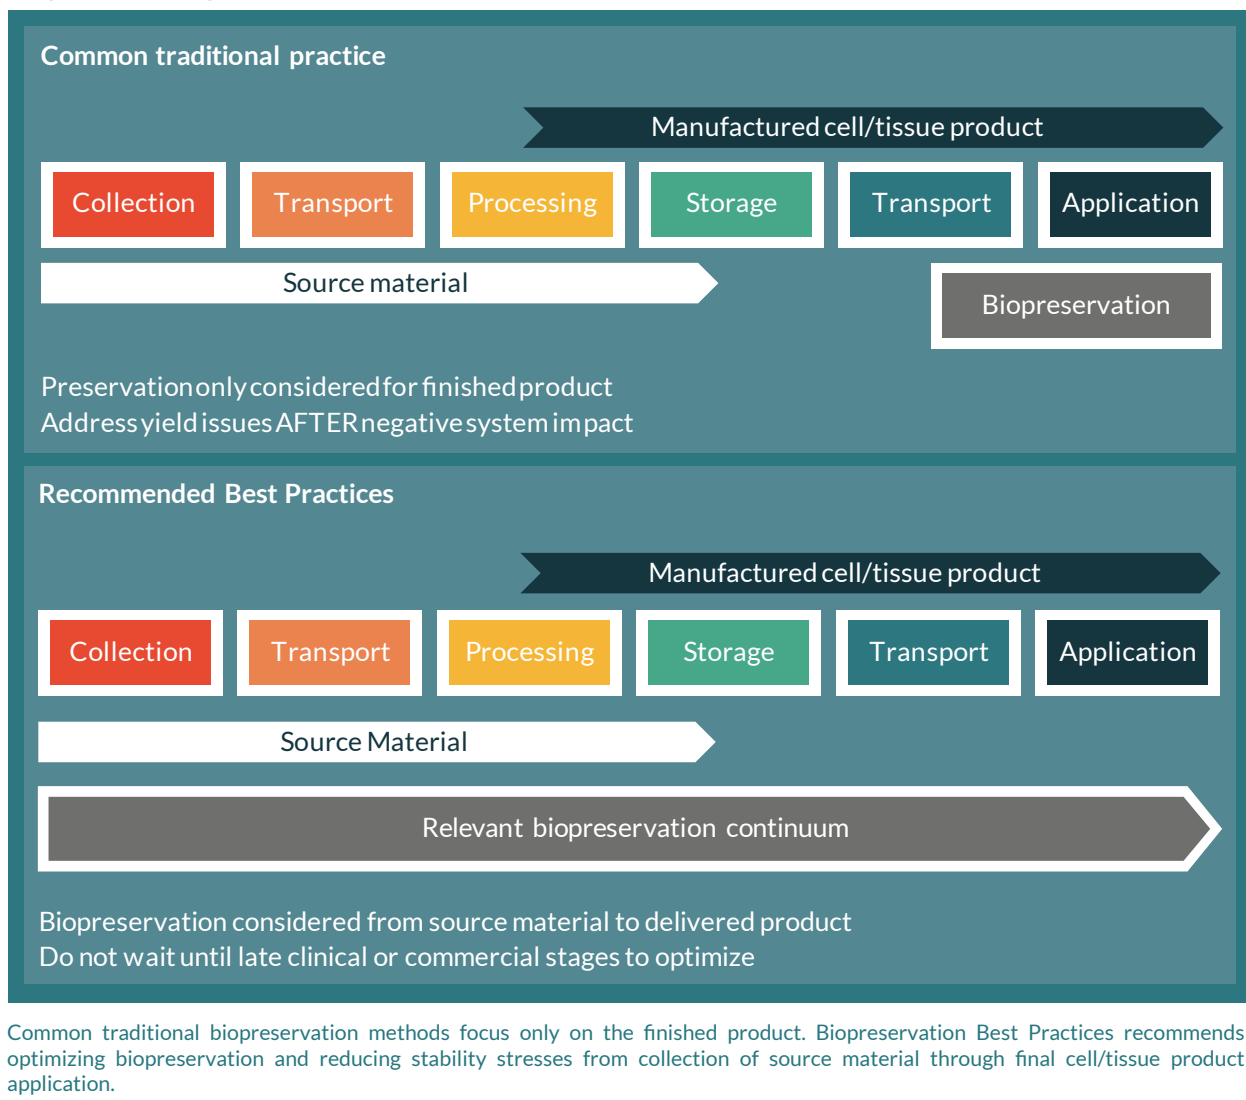 Common traditional practice
Manufactured cell/tissue product
Collection
Transport
Processing
Storage
Transport
Application
Source material
Biopreservation
Preservation only considered for finished product
Address yield issues AFTER negative system impact
Recommended Best Practices
Manufactured cell/tissue product
Collection
Transport
Processing
Storage
Transport
Application
Source Material
Relevant biopreservation continuum
Biopreservation considered from source material to delivered product
Do not wait until late clinical or commercial stages to optimize
Common traditional biopreservation methods focus only on the finished product. Biopreservation Best Practices recommends
optimizing biopreservation and reducing stability stresses from collection of source material through final cell/tissue product
application.